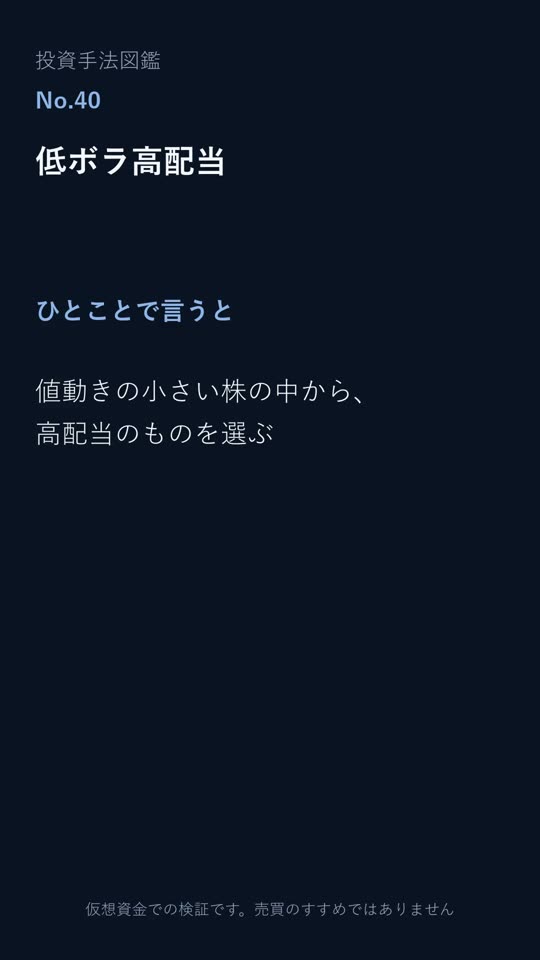 投資手法図鑑
No.40
低ボラ高配当
ひとことで言うと
値動きの小さい株の中から、
高配当のものを選ぶ
仮想資金での検証です。売買のすすめではありません